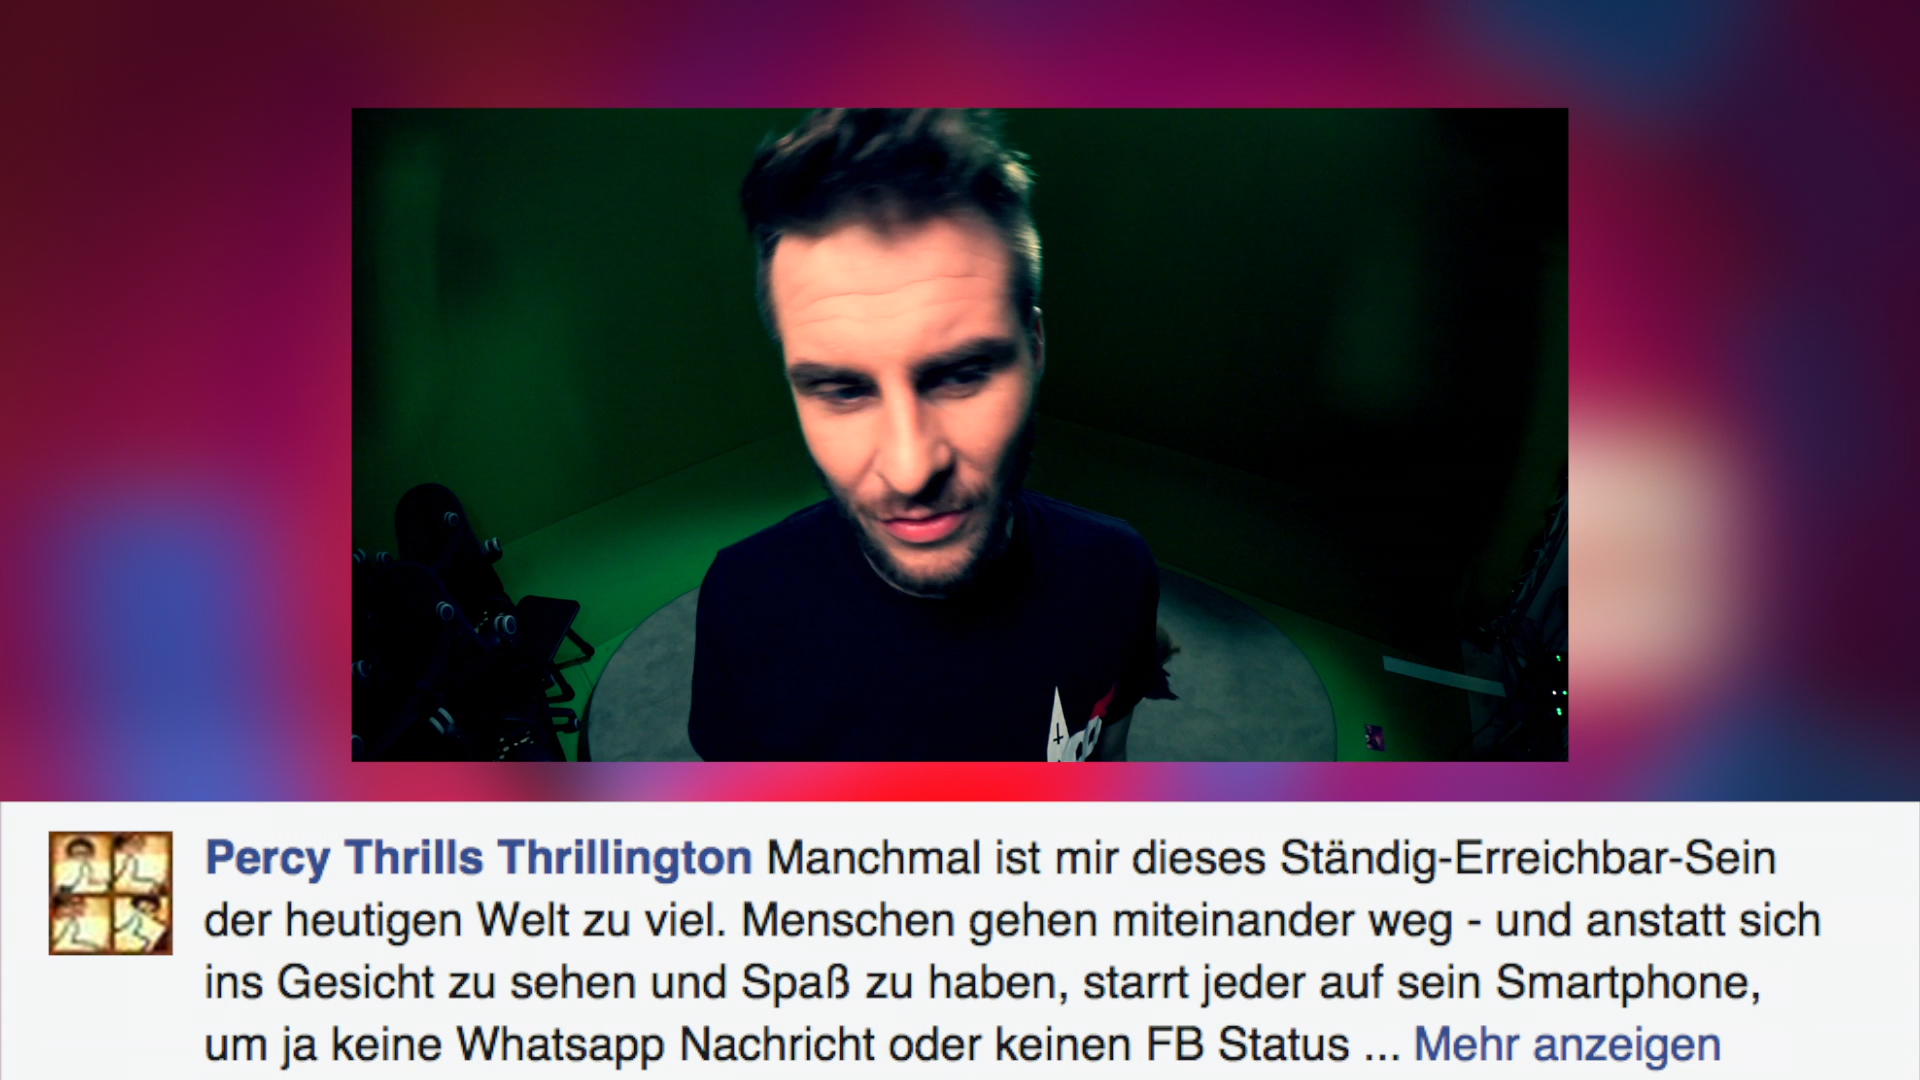 Percy Thrills Thrillington Manchmal ist mir dieses Ständig-Erreichbar-Sein
der heutigen Welt zu viel. Menschen gehen miteinander weg - und anstatt sich
ins Gesicht zu sehen und Spaß zu haben, starrt jeder auf sein Smartphone,
um ja keine Whatsapp Nachricht oder keinen FB Status ... Mehr anzeigen